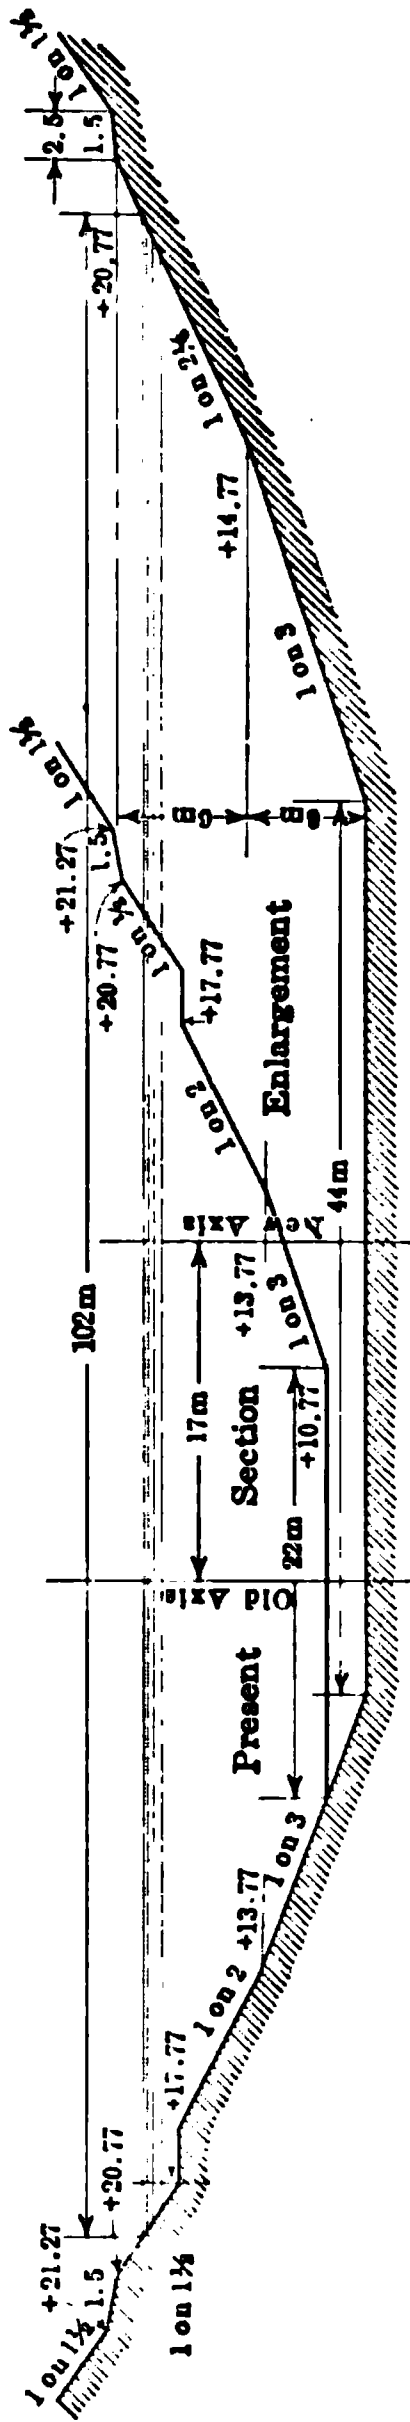 1 on 1½
1.5
+21.27
+20.77
1 on 1½
+17.77
1 on 2
+13.77
1 on 3
Present
Old Axis
22m
Section
+10.77
17m
102m
1 on 3
+13.77
New Axis
44m
Enlargement
1 on 2
+17.77
1 on ½
+20.77
1.5
+21.27
1 on 1½
6m
1 on 3
+14.77
1 on 2½
+20.77
2.5
1.5
1 on 1½